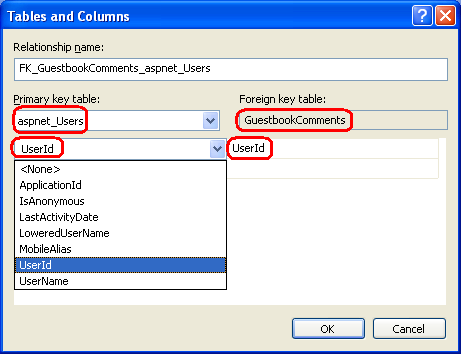 Tables and Columns
Relationship name:
FK_GuestbookComments_aspnet_Users
Primary key table: Foreign key table:
aspnet_Users GuestbookComments
UserId UserId
<None>
ApplicationId
IsAnonymous
LastActivityDate
LoweredUserName
MobileAlias
UserId
UserName
OK Cancel